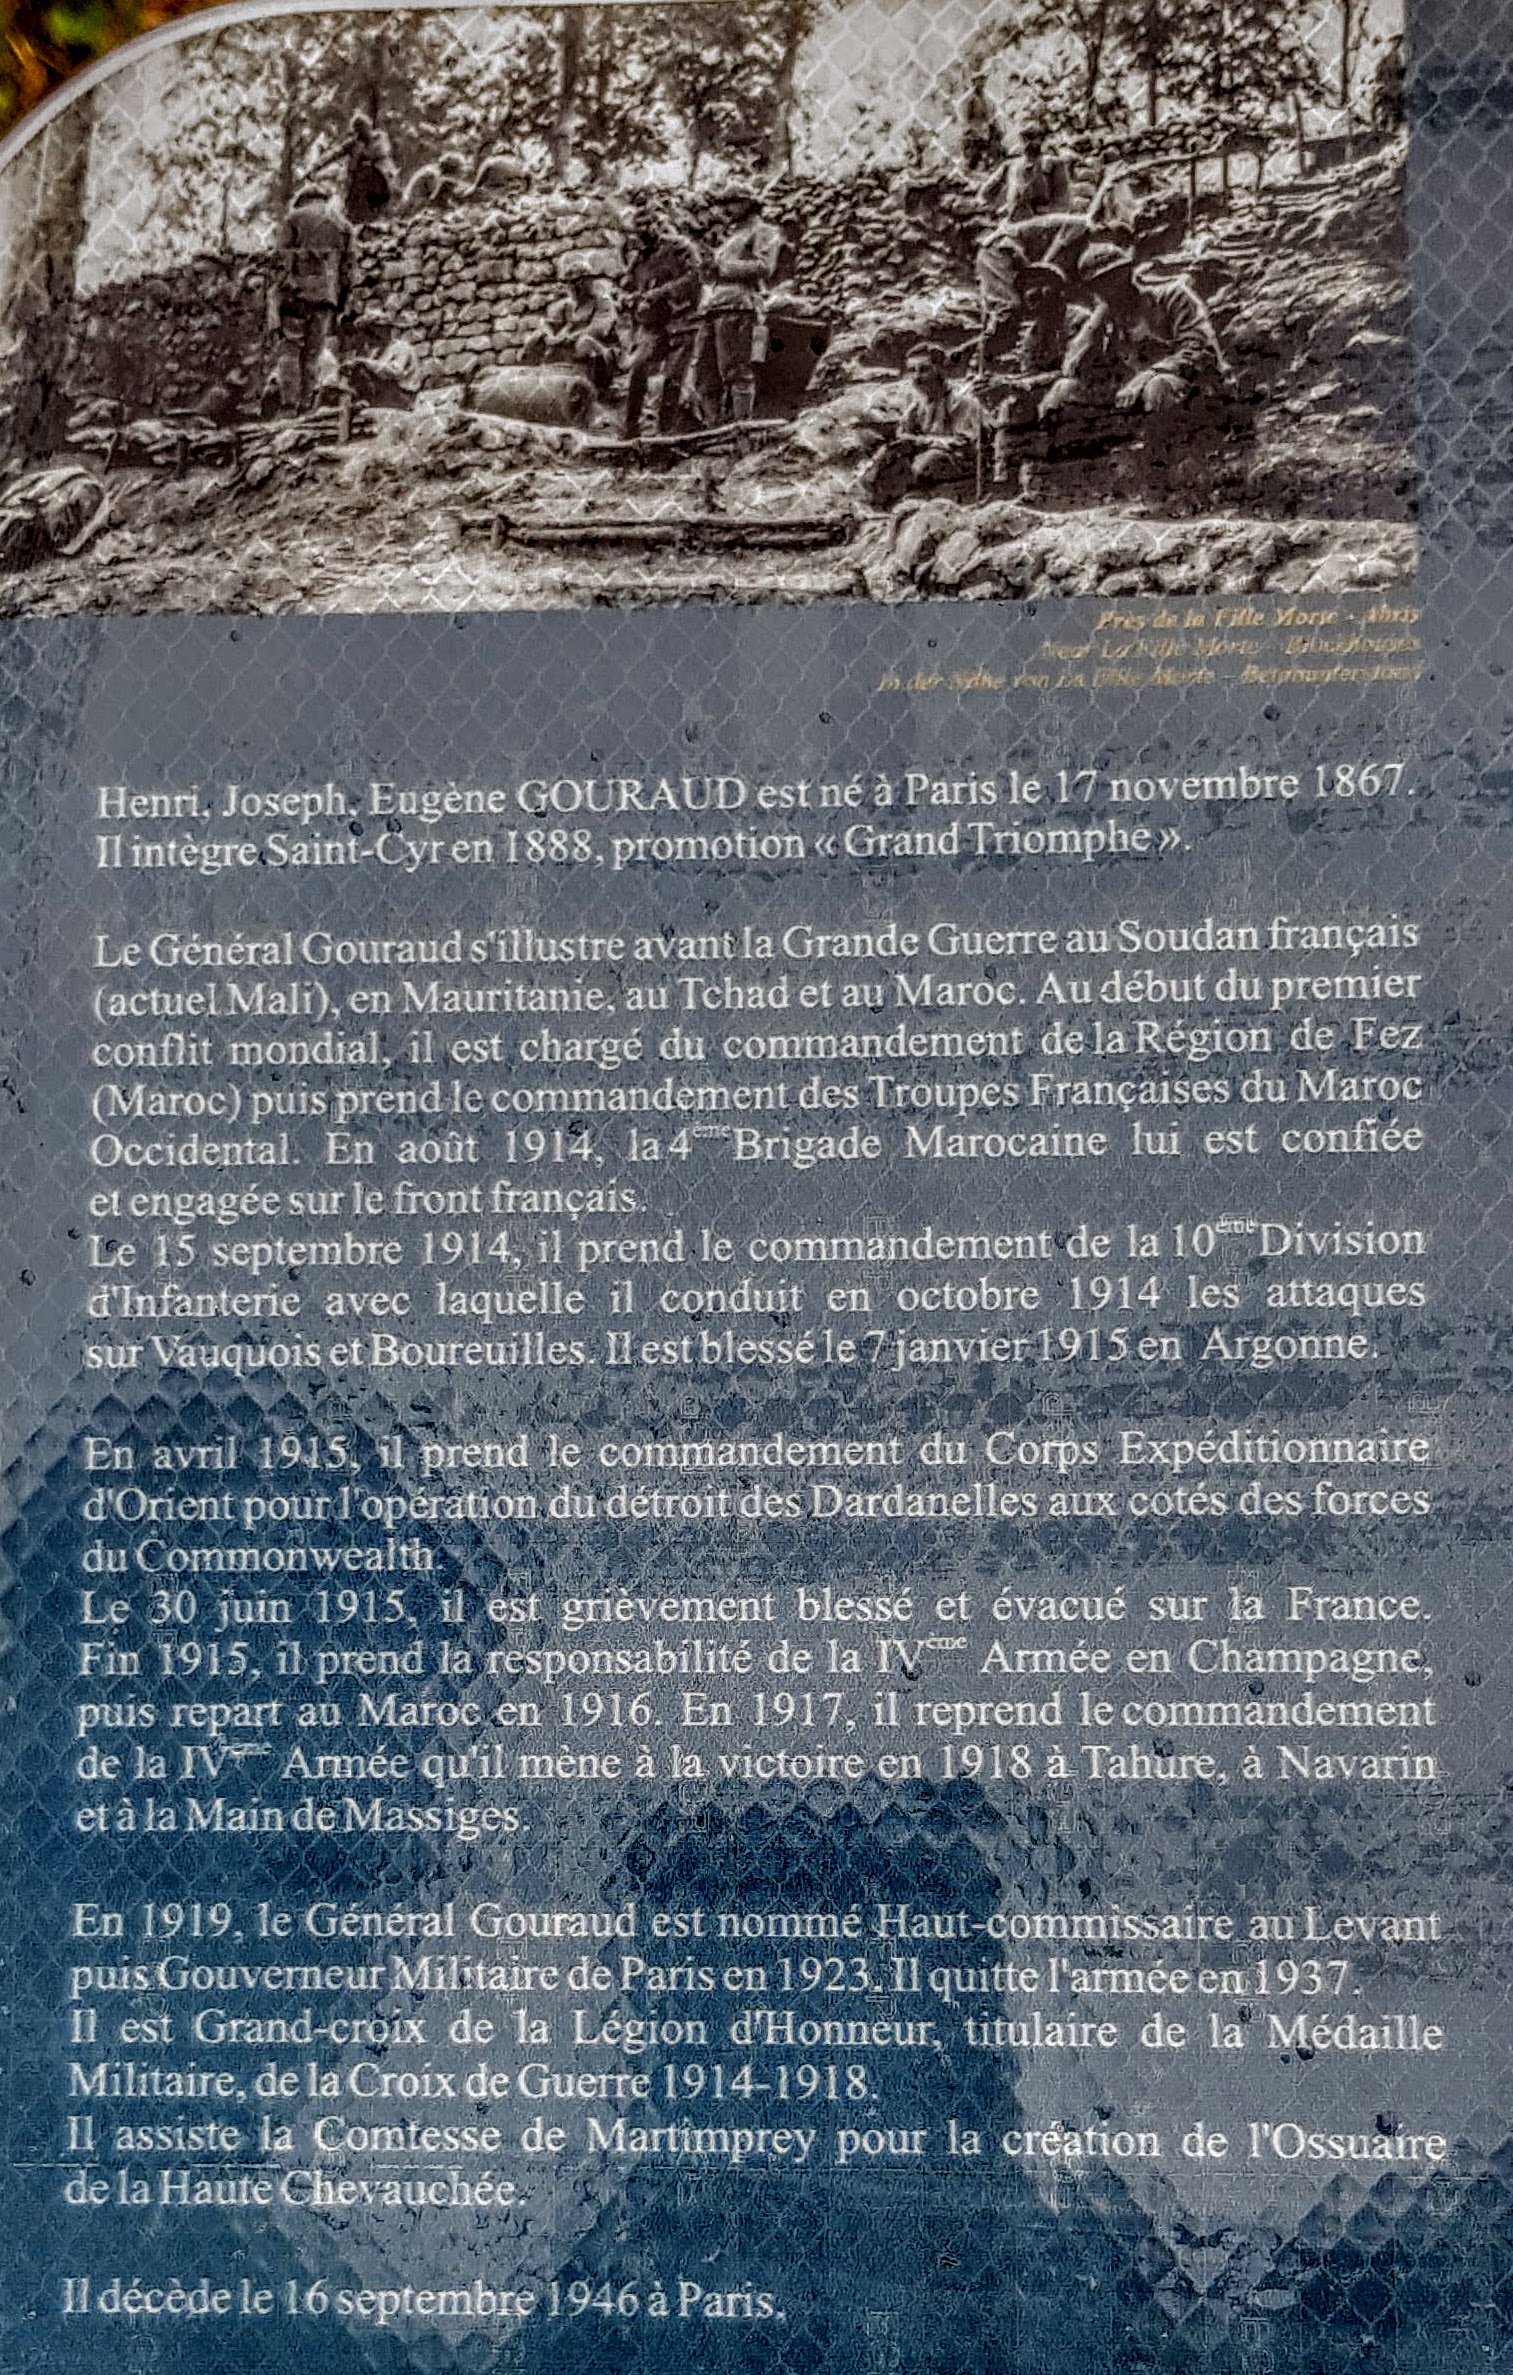 Près de la Fille Morte - Abris
Near La Fille Morte - Blockhouses
In der Nähe von La Fille Morte -
Henri, Joseph, Eugène GOURAUD est né à Paris le 17 novembre 1867.
Il intègre Saint-Cyr en 1888, promotion « Grand Triomphe ».
Le Général Gouraud s'illustre avant la Grande Guerre au Soudan français
(actuel Mali), en Mauritanie, au Tchad et au Maroc. Au début du premier
conflit mondial, il est chargé du commandement de la Région de Fez
(Maroc) puis prend le commandement des Troupes Françaises du Maroc
Occidental. En août 1914, la 4ème Brigade Marocaine lui est confiée
et engagée sur le front français.
Le 15 septembre 1914, il prend le commandement de la 10ème Division
d'Infanterie avec laquelle il conduit en octobre 1914 les attaques
sur Vauquois et Boureuilles. Il est blessé le 7 janvier 1915 en Argonne.
En avril 1915, il prend le commandement du Corps Expéditionnaire
d'Orient pour l'opération du détroit des Dardanelles aux cotés des forces
du Commonwealth.
Le 30 juin 1915, il est grièvement blessé et évacué sur la France.
Fin 1915, il prend la responsabilité de la IVème Armée en Champagne,
puis repart au Maroc en 1916. En 1917, il reprend le commandement
de la IVème Armée qu'il mène à la victoire en 1918 à Tahure, à Navarin
et à la Main de Massiges.
En 1919, le Général Gouraud est nommé Haut-commissaire au Levant
puis Gouverneur Militaire de Paris en 1923. Il quitte l'armée en 1937.
Il est Grand-croix de la Légion d'Honneur, titulaire de la Médaille
Militaire, de la Croix de Guerre 1914-1918.
Il assiste la Comtesse de Martimprey pour la création de l'Ossuaire
de la Haute Chevauchée.
Il décède le 16 septembre 1946 à Paris.